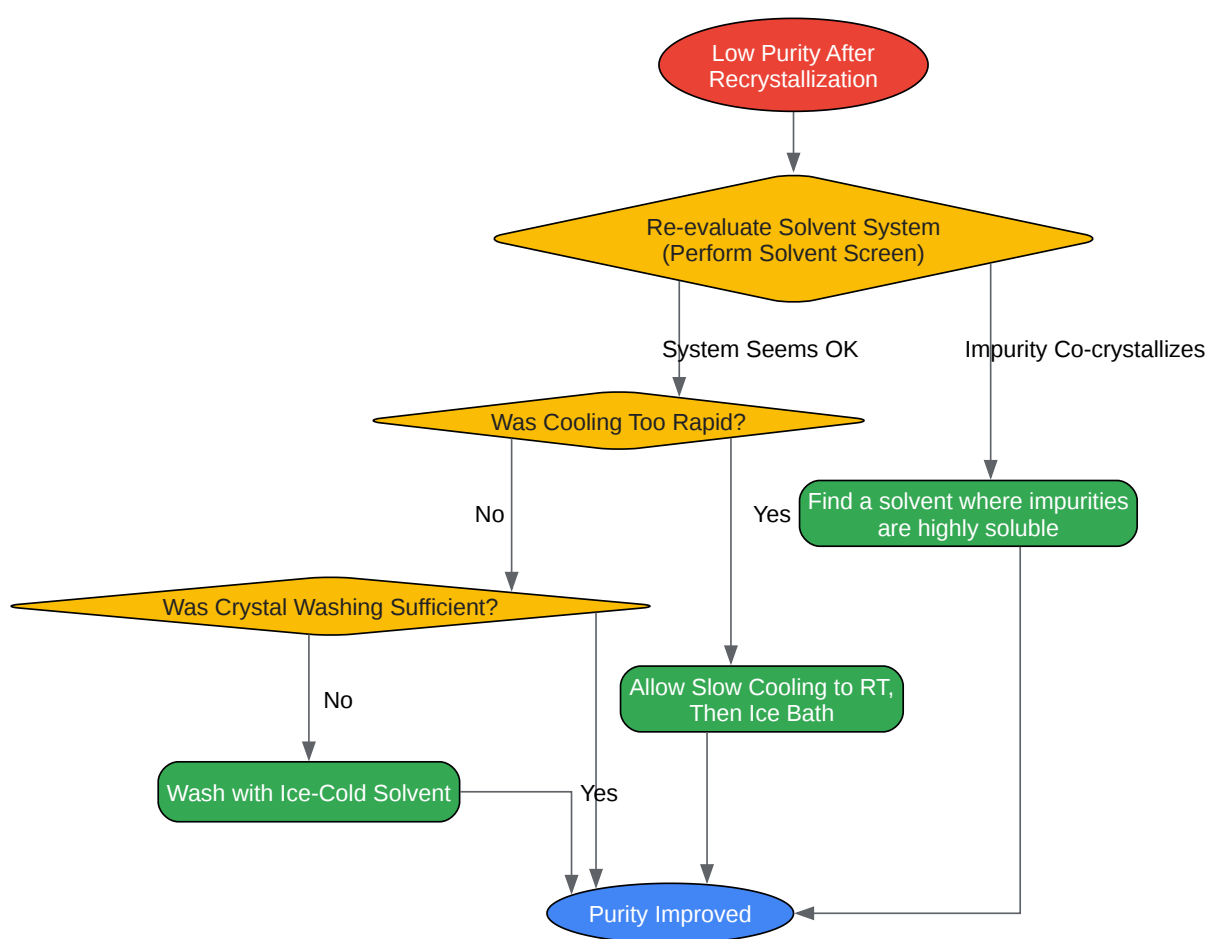 Low Purity After
Recrystallization
Re-evaluate Solvent System
(Perform Solvent Screen)
System Seems OK
Impurity Co-crystallizes
Was Cooling Too Rapid?
No
Yes
Find a solvent where impurities
are highly soluble
Was Crystal Washing Sufficient?
Allow Slow Cooling to RT,
Then Ice Bath
No
Wash with Ice-Cold Solvent
Yes
Purity Improved